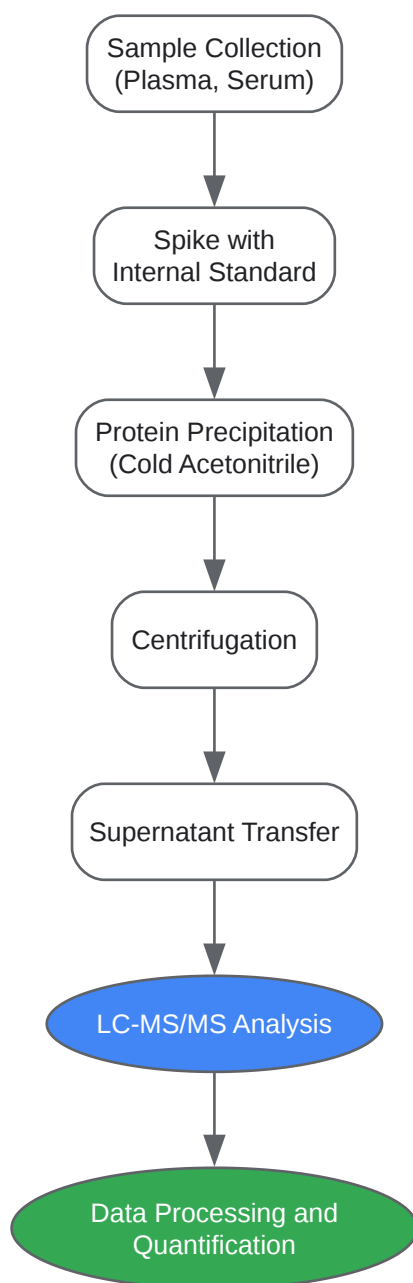 Sample Collection
(Plasma, Serum)
Spike with
Internal Standard
Protein Precipitation
(Cold Acetonitrile)
Centrifugation
Supernatant Transfer
LC-MS/MS Analysis
Data Processing and
Quantification